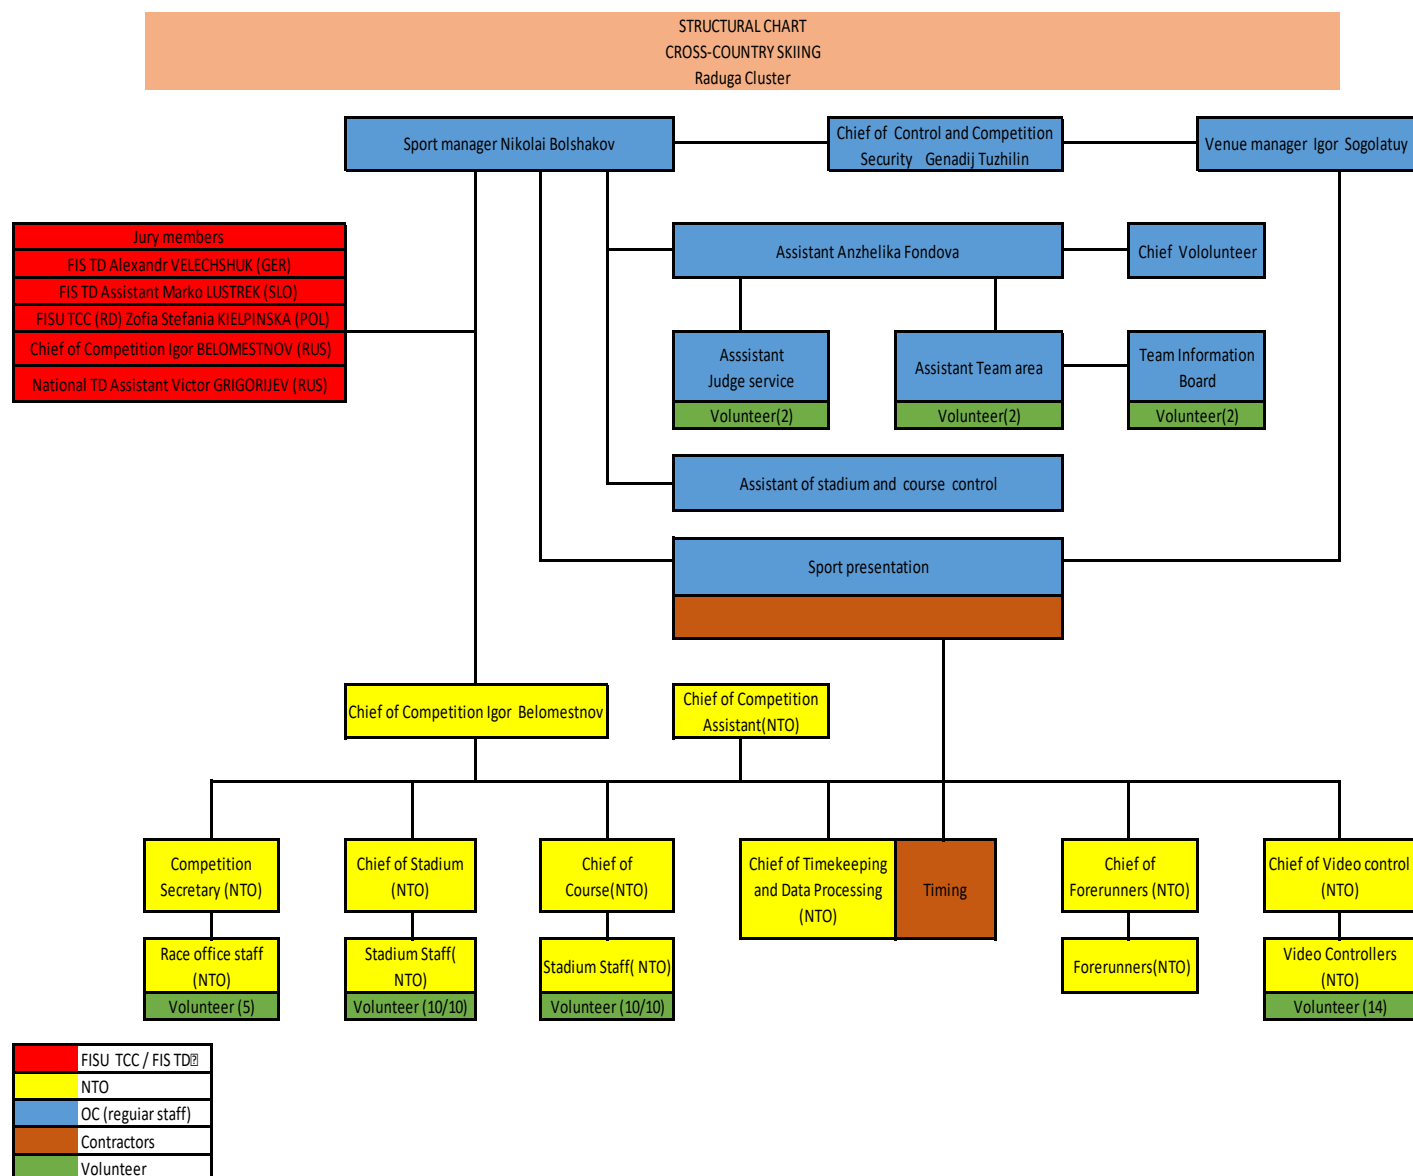 STRUCTURAL CHART
CROSS-COUNTRY SKIING
Raduga Cluster
Sport manager Nikolai Bolshakov
Chief of Control and Competition
Security Genadij Tuzhilin
Venue manager Igor Sogolatuy
Jury members
FIS TD Alexandr VELECHSHUK (GER)
FIS TD Assistant Marko LUSTREK (SLO)
FISU TCC (RD) Zofia Stefania KIELPINSKA (POL)
Chief of Competition Igor BELOMESTNOV (RUS)
National TD Assistant Victor GRIGORIJEV (RUS)
Assistant Anzhelika Fondova
Chief Vololunteer
Asssistant
Judge service
Volunteer(2)
Assistant Team area
Volunteer(2)
Team Information
Board
Volunteer(2)
Assistant of stadium and course control
Sport presentation
Chief of Competition Igor Belomestnov
Chief of Competition
Assistant(NTO)
Competition
Secretary (NTO)
Chief of Stadium
(NTO)
Chief of
Course(NTO)
Chief of Timekeeping
and Data Processing
(NTO)
Timing
Chief of
Forerunners (NTO)
Chief of Video control
(NTO)
Race office staff
(NTO)
Volunteer (5)
Stadium Staff(
NTO)
Volunteer (10/10)
Stadium Staff( NTO)
Volunteer (10/10)
Forerunners(NTO)
Video Controllers
(NTO)
Volunteer (14)
FISU TCC / FIS TD
NTO
OC (reguiar staff)
Contractors
Volunteer